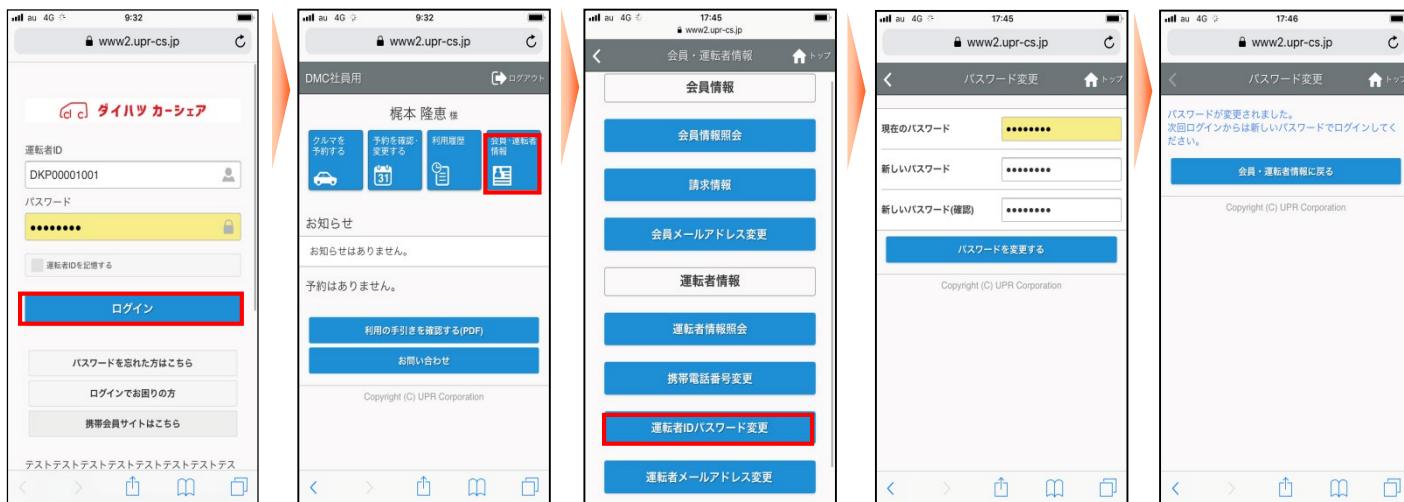 au 4G 9:32
www2.upr-cs.jp
ダイハツ カーシェア
運転者ID
DKP00001001
パスワード
••••••••
運転者IDを記憶する
ログイン
パスワードを忘れた方はこちら
ログインでお困りの方
携帯会員サイトはこちら
テストテストテストテストテストテストテストテス
au 4G 9:32
www2.upr-cs.jp
DMC社員用
ログアウト
梶本 隆恵 様
クルマを
予約する
予約を確認・
変更する
31
利用履歴
会員・運転者
情報
お知らせ
お知らせはありません。
予約はありません。
利用の手引きを確認する(PDF)
お問い合わせ
Copyright (C) UPR Corporation
au 4G 17:45
www2.upr-cs.jp
会員・運転者情報
トップ
会員情報
会員情報照会
請求情報
会員メールアドレス変更
運転者情報
運転者情報照会
携帯電話番号変更
運転者IDパスワード変更
運転者メールアドレス変更
au 4G 17:45
www2.upr-cs.jp
パスワード変更
トップ
現在のパスワード ••••••••
新しいパスワード ••••••••
新しいパスワード(確認) ••••••••
パスワードを変更する
Copyright (C) UPR Corporation
au 4G 17:46
www2.upr-cs.jp
パスワード変更
トップ
パスワードが変更されました。
次回ログインからは新しいパスワードでログインしてく
ださい。
会員・運転者情報に戻る
Copyright (C) UPR Corporation